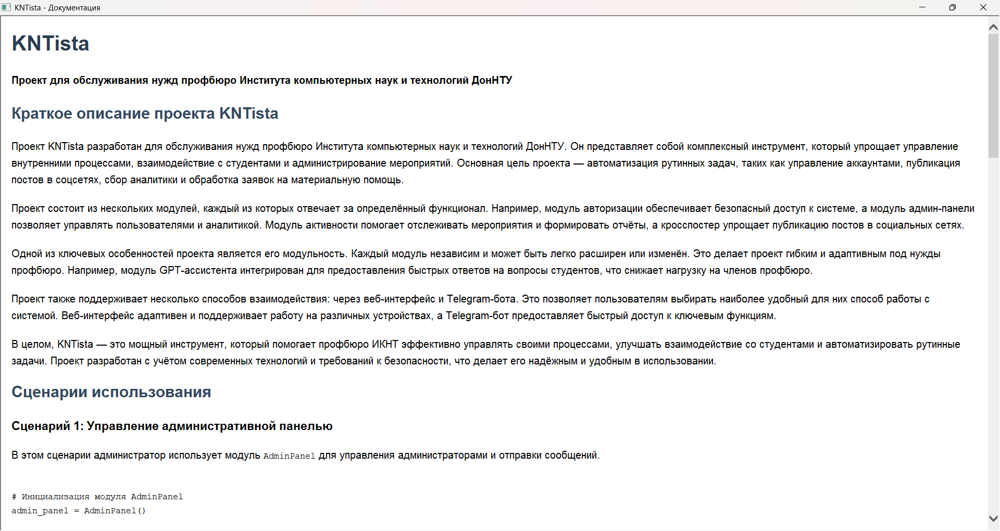 KNTista - Документация
KNTista
Проект для обслуживания нужд профбюро Института компьютерных наук и технологий ДонНТУ
Краткое описание проекта KNTista
Проект KNTista разработан для обслуживания нужд профбюро Института компьютерных наук и технологий ДонНТУ. Он представляет собой комплексный инструмент, который упрощает управление
внутренними процессами, взаимодействие с студентами и администрирование мероприятий. Основная цель проекта — автоматизация рутинных задач, таких как управление аккаунтами, публикация
постов в соцсетях, сбор аналитики и обработка заявок на материальную помощь.
Проект состоит из нескольких модулей, каждый из которых отвечает за определённый функционал. Например, модуль авторизации обеспечивает безопасный доступ к системе, а модуль админ-панели
позволяет управлять пользователями и аналитикой. Модуль активности помогает отслеживать мероприятия и формировать отчёты, а кросспостер упрощает публикацию постов в социальных сетях.
Одной из ключевых особенностей проекта является его модульность. Каждый модуль независим и может быть легко расширен или изменён. Это делает проект гибким и адаптивным под нужды
профбюро. Например, модуль GPT-ассистента интегрирован для предоставления быстрых ответов на вопросы студентов, что снижает нагрузку на членов профбюро.
Проект также поддерживает несколько способов взаимодействия: через веб-интерфейс и Telegram-бота. Это позволяет пользователям выбирать наиболее удобный для них способ работы с
системой. Веб-интерфейс адаптивен и поддерживает работу на различных устройствах, а Telegram-бот предоставляет быстрый доступ к ключевым функциям.
В целом, KNTista — это мощный инструмент, который помогает профбюро ИКНТ эффективно управлять своими процессами, улучшать взаимодействие со студентами и автоматизировать рутинные
задачи. Проект разработан с учётом современных технологий и требований к безопасности, что делает его надёжным и удобным в использовании.
Сценарии использования
Сценарий 1: Управление административной панелью
В этом сценарии администратор использует модуль AdminPanel для управления администраторами и отправки сообщений.
# Инициализация модуля AdminPanel
admin_panel = AdminPanel()